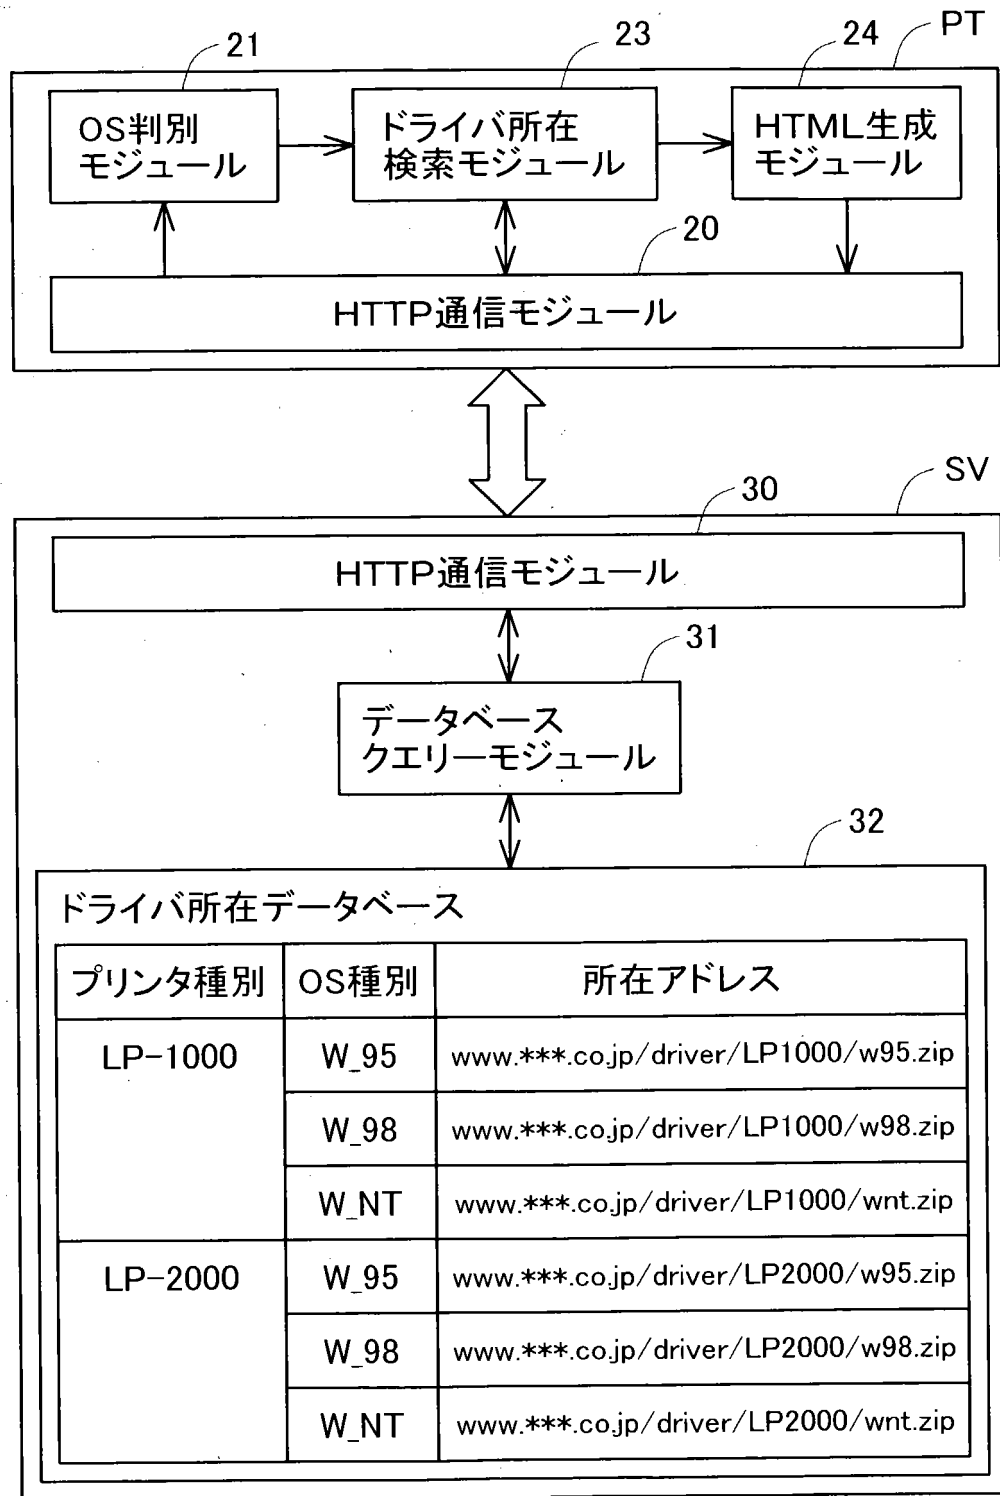 PT
21
23
24
OS判別
モジュール
ドライバ所在
検索モジュール
HTML生成
モジュール
20
HTTP通信モジュール
SV
30
HTTP通信モジュール
31
データベース
クエリーモジュール
32
ドライバ所在データベース
プリンタ種別 OS種別 所在アドレス
LP-1000 W_95 www.***.co.jp/driver/LP1000/w95.zip
W_98 www.***.co.jp/driver/LP1000/w98.zip
W_NT www.***.co.jp/driver/LP1000/wnt.zip
LP-2000 W_95 www.***.co.jp/driver/LP2000/w95.zip
W_98 www.***.co.jp/driver/LP2000/w98.zip
W_NT www.***.co.jp/driver/LP2000/wnt.zip